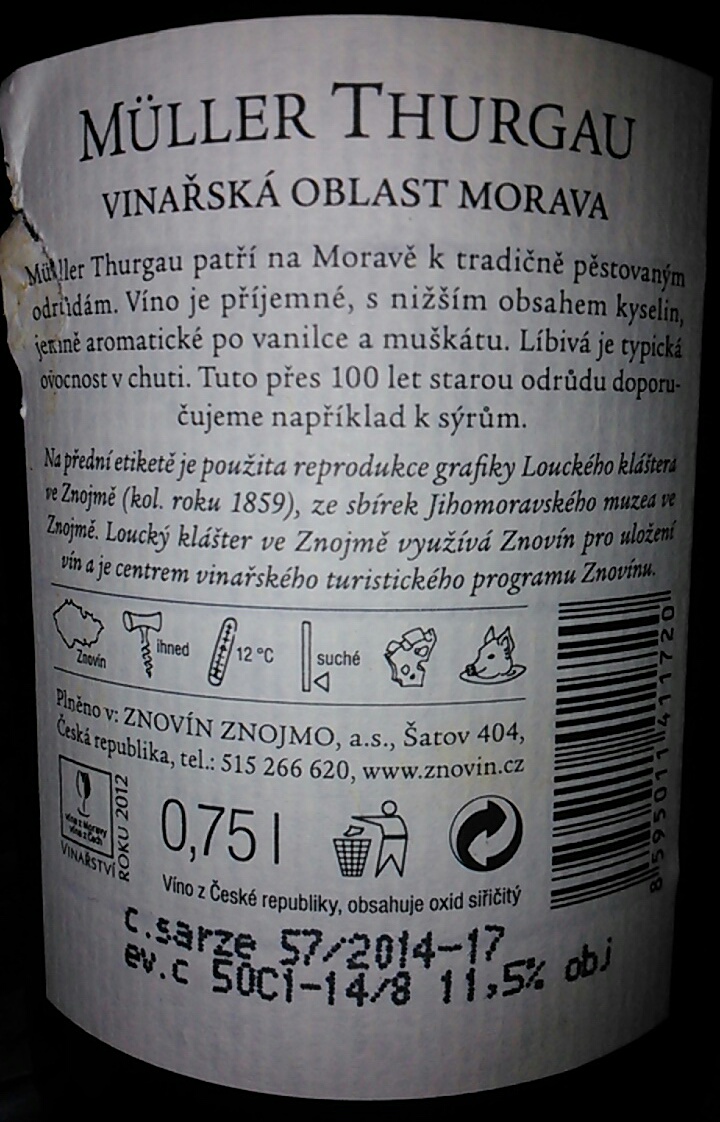 MÜLLER THURGAU
VINAŘSKÁ OBLAST MORAVA
Müller Thurgau patří na Moravě k tradičně pěstovaným
odrůdám. Víno je příjemné, s nižším obsahem kyselin,
jemně aromatické po vanilce a muškátu. Líbivá je typická
ovocnost v chuti. Tuto přes 100 let starou odrůdu doporu-
čujeme například k sýrům.
Na přední etiketě je použita reprodukce grafiky Louckého kláštera
ve Znojmě (kol. roku 1859), ze sbírek Jihomoravského muzea ve
Znojmě. Loucký klášter ve Znojmě využívá Znovín pro uložení
vín a je centrem vinařského turistického programu Znovínu.
Znovín
ihned
12 °C
suché
Plněno v: ZNOVÍN ZNOJMO, a.s., Šatov 404,
Česká republika, tel.: 515 266 620, www.znovin.cz
vína z Moravy
vína z Čech
VINAŘSTVÍ
ROKU 2012
0,75 l
Víno z České republiky, obsahuje oxid siřičitý
8595011411720
c.sarze 57/2014-17
ev.c 50C1-14/8 11,5% obj